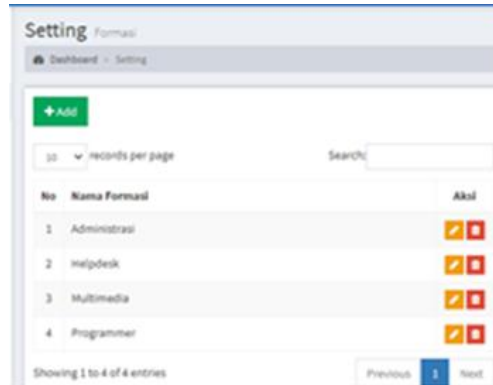 Setting Formasi
Dashboard > Setting
+Add
10 records per page Search:
No Nama Formasi Aksi
1 Administrasi
2 Helpdesk
3 Multimedia
4 Programmer
Showing 1 to 4 of 4 entries Previous 1 Next